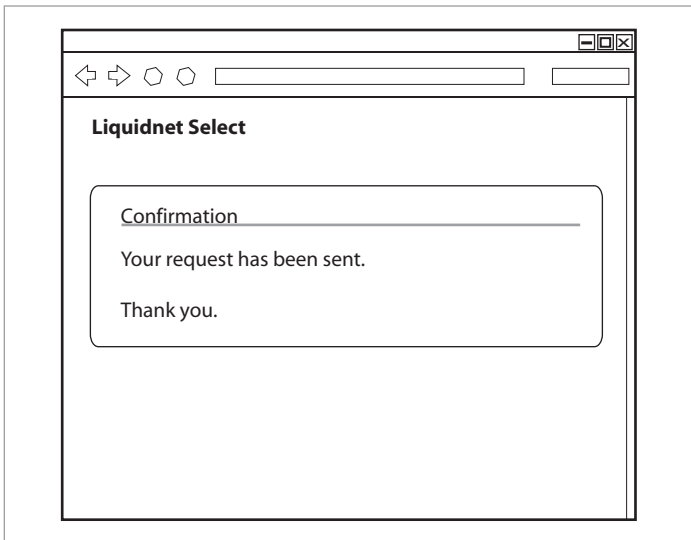 Liquidnet Select
Confirmation
Your request has been sent.
Thank you.